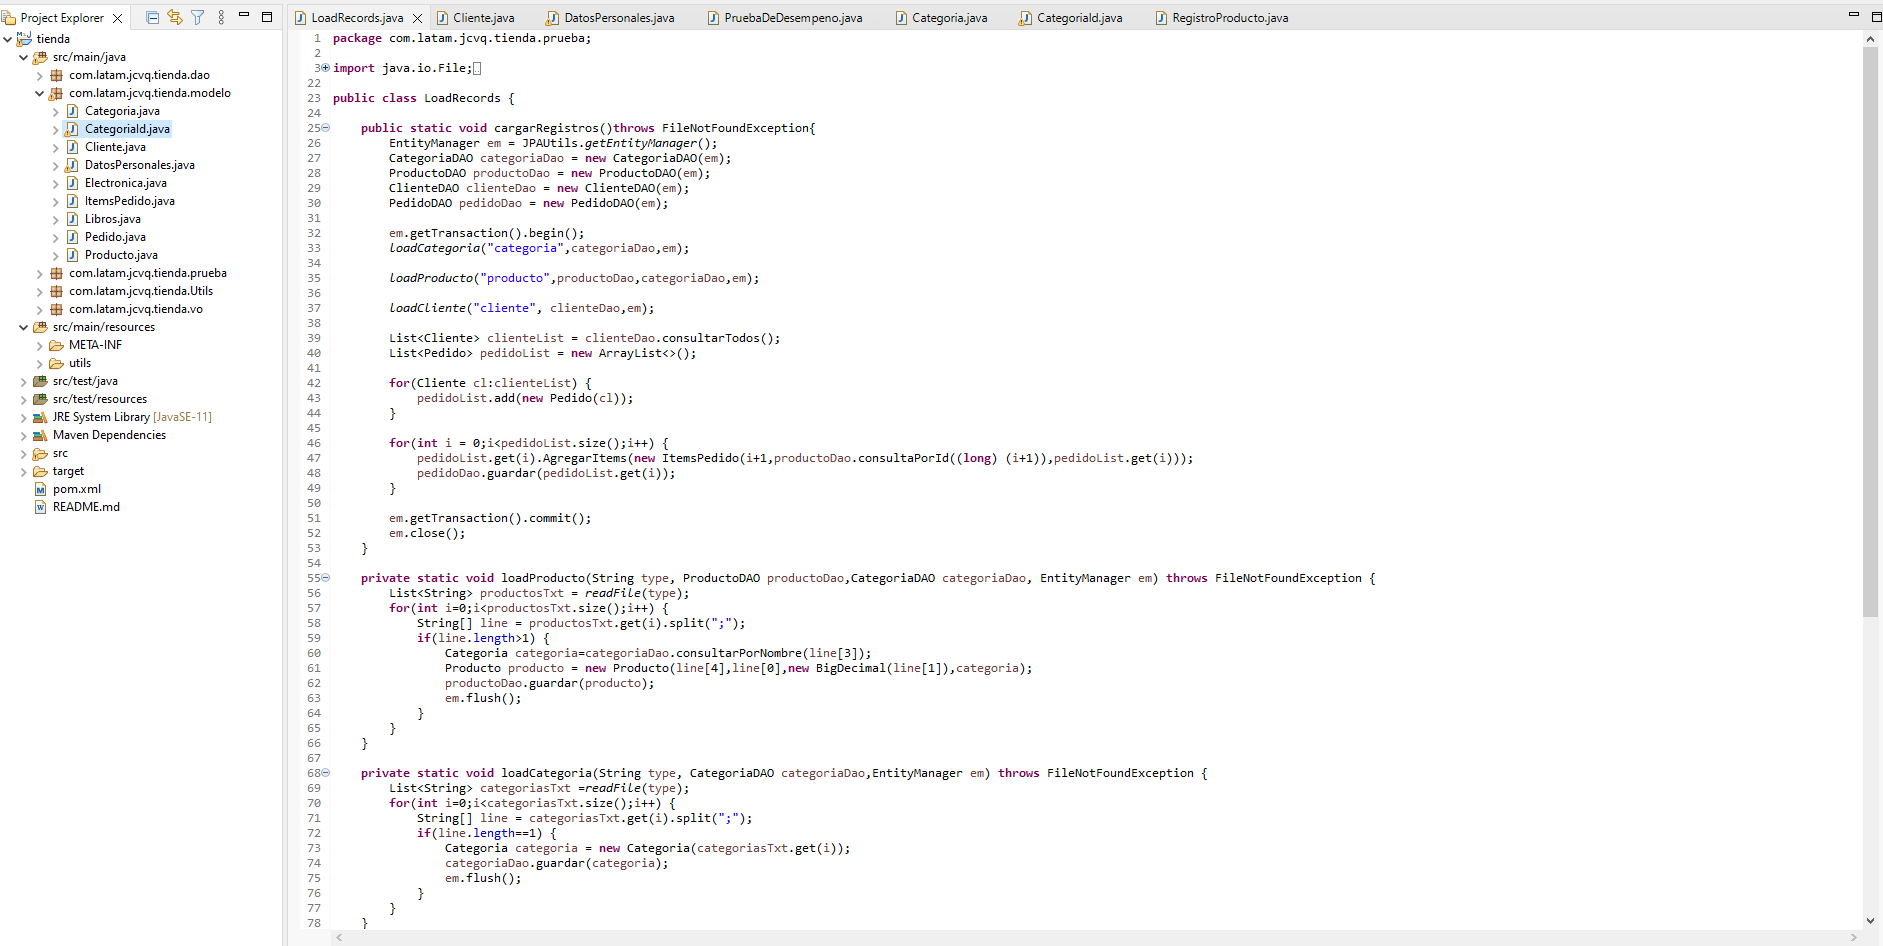 Project Explorer
tienda
src/main/java
com.latam.jcvq.tienda.dao
com.latam.jcvq.tienda.modelo
Categoria.java
CategoriaId.java
Cliente.java
DatosPersonales.java
Electronica.java
ItemsPedido.java
Libros.java
Pedido.java
Producto.java
com.latam.jcvq.tienda.prueba
com.latam.jcvq.tienda.Utils
com.latam.jcvq.tienda.vo
src/main/resources
META-INF
utils
src/test/java
src/test/resources
JRE System Library [JavaSE-11]
Maven Dependencies
src
target
pom.xml
README.md
LoadRecords.java Cliente.java DatosPersonales.java PruebaDeDesempeno.java Categoria.java CategoriaId.java RegistroProducto.java
1 package com.latam.jcvq.tienda.prueba;
2
3 import java.io.File;
22
23 public class LoadRecords {
24
25 public static void cargarRegistros()throws FileNotFoundException{
26 EntityManager em = JPAUtils.getEntityManager();
27 CategoriaDAO categoriaDao = new CategoriaDAO(em);
28 ProductoDAO productoDao = new ProductoDAO(em);
29 ClienteDAO clienteDao = new ClienteDAO(em);
30 PedidoDAO pedidoDao = new PedidoDAO(em);
31
32 em.getTransaction().begin();
33 loadCategoria("categoria",categoriaDao,em);
34
35 loadProducto("producto",productoDao,categoriaDao,em);
36
37 loadCliente("cliente", clienteDao,em);
38
39 List<Cliente> clienteList = clienteDao.consultarTodos();
40 List<Pedido> pedidoList = new ArrayList<>();
41
42 for(Cliente cl:clienteList) {
43 pedidoList.add(new Pedido(cl));
44 }
45
46 for(int i = 0;i<pedidoList.size();i++) {
47 pedidoList.get(i).AgregarItems(new ItemsPedido(i+1,productoDao.consultaPorId((long) (i+1)),pedidoList.get(i)));
48 pedidoDao.guardar(pedidoList.get(i));
49 }
50
51 em.getTransaction().commit();
52 em.close();
53 }
54
55 private static void loadProducto(String type, ProductoDAO productoDao,CategoriaDAO categoriaDao, EntityManager em) throws FileNotFoundException {
56 List<String> productosTxt = readFile(type);
57 for(int i=0;i<productosTxt.size();i++) {
58 String[] line = productosTxt.get(i).split(";");
59 if(line.length>1) {
60 Categoria categoria=categoriaDao.consultarPorNombre(line[3]);
61 Producto producto = new Producto(line[4],line[0],new BigDecimal(line[1]),categoria);
62 productoDao.guardar(producto);
63 em.flush();
64 }
65 }
66 }
67
68 private static void loadCategoria(String type, CategoriaDAO categoriaDao,EntityManager em) throws FileNotFoundException {
69 List<String> categoriasTxt =readFile(type);
70 for(int i=0;i<categoriasTxt.size();i++) {
71 String[] line = categoriasTxt.get(i).split(";");
72 if(line.length==1) {
73 Categoria categoria = new Categoria(categoriasTxt.get(i));
74 categoriaDao.guardar(categoria);
75 em.flush();
76 }
77 }
78 }